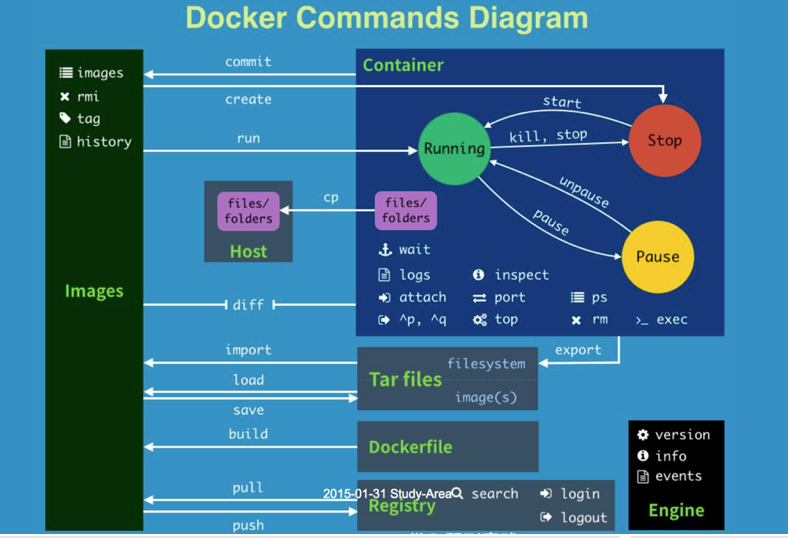 Docker Commands Diagram
images
rmi
tag
history
Images
commit
create
run
Container
start
kill, stop
Running
Stop
unpause
pause
Pause
files/
folders
Host
cp
files/
folders
wait
logs
inspect
attach
port
ps
^p, ^q
top
rm
>_ exec
diff
import
load
save
export
filesystem
Tar files
image(s)
build
Dockerfile
pull
push
2015-01-31 Study-Area
search
login
Registry
logout
version
info
events
Engine